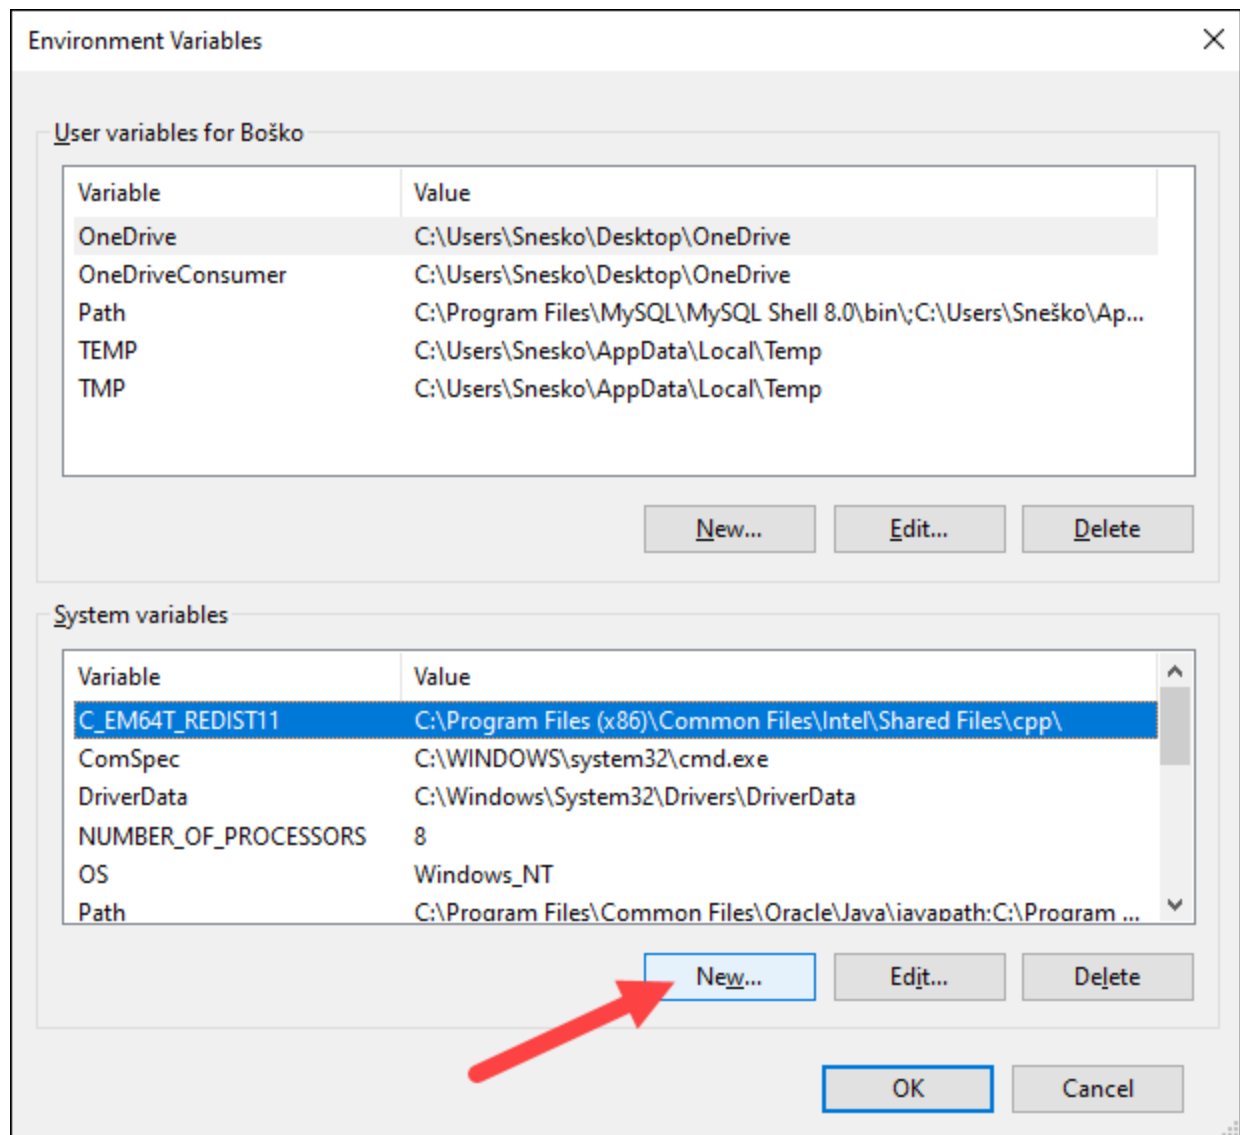 Environment Variables
User variables for Boško
Variable Value
OneDrive C:\Users\Snesko\Desktop\OneDrive
OneDriveConsumer C:\Users\Snesko\Desktop\OneDrive
Path C:\Program Files\MySQL\MySQL Shell 8.0\bin\;C:\Users\Sneško\Ap...
TEMP C:\Users\Snesko\AppData\Local\Temp
TMP C:\Users\Snesko\AppData\Local\Temp
New... Edit... Delete
System variables
Variable Value
C_EM64T_REDIST11 C:\Program Files (x86)\Common Files\Intel\Shared Files\cpp\
ComSpec C:\WINDOWS\system32\cmd.exe
DriverData C:\Windows\System32\Drivers\DriverData
NUMBER_OF_PROCESSORS 8
OS Windows_NT
Path C:\Program Files\Common Files\Oracle\Java\javapath;C:\Program ...
New... Edit... Delete
OK Cancel